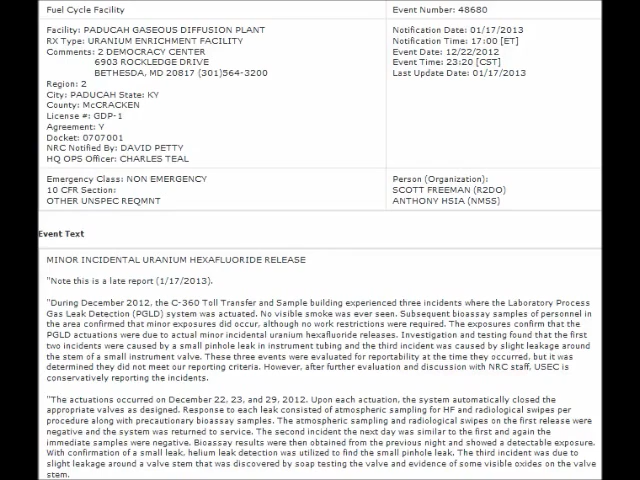 Fuel Cycle Facility
Event Number: 48680
Facility: PADUCAH GASEOUS DIFFUSION PLANT
RX Type: URANIUM ENRICHMENT FACILITY
Comments: 2 DEMOCRACY CENTER
6903 ROCKLEDGE DRIVE
BETHESDA, MD 20817 (301)564-3200
Region: 2
City: PADUCAH State: KY
County: McCRACKEN
License #: GDP-1
Agreement: Y
Docket: 0707001
NRC Notified By: DAVID PETTY
HQ OPS Officer: CHARLES TEAL
Notification Date: 01/17/2013
Notification Time: 17:00 [ET]
Event Date: 12/22/2012
Event Time: 23:20 [CST]
Last Update Date: 01/17/2013
Emergency Class: NON EMERGENCY
10 CFR Section:
OTHER UNSPEC REQMNT
Person (Organization):
SCOTT FREEMAN (R2DO)
ANTHONY HSIA (NMSS)
Event Text
MINOR INCIDENTAL URANIUM HEXAFLUORIDE RELEASE
"Note this is a late report (1/17/2013).
"During December 2012, the C-360 Toll Transfer and Sample building experienced three incidents where the Laboratory Process
Gas Leak Detection (PGLD) system was actuated. No visible smoke was ever seen. Subsequent bioassay samples of personnel in
the area confirmed that minor exposures did occur, although no work restrictions were required. The exposures confirm that the
PGLD actuations were due to actual minor incidental uranium hexafluoride releases. Investigation and testing found that the first
two incidents were caused by a small pinhole leak in instrument tubing and the third incident was caused by slight leakage around
the stem of a small instrument valve. These three events were evaluated for reportability at the time they occurred, but it was
determined they did not meet our reporting criteria. However, after further evaluation and discussion with NRC staff, USEC is
conservatively reporting the incidents.
"The actuations occurred on December 22, 23, and 29, 2012. Upon each actuation, the system automatically closed the
appropriate valves as designed. Response to each leak consisted of atmospheric sampling for HF and radiological swipes per
procedure along with precautionary bioassay samples. The atmospheric sampling and radiological swipes on the first release were
negative and the system was returned to service. The second incident the next day was similar to the first and again the
immediate samples were negative. Bioassay results were then obtained from the previous night and showed a detectable exposure.
With confirmation of a small leak, helium leak detection was utilized to find the small pinhole leak. The third incident was due to
slight leakage around a valve stem that was discovered by soap testing the valve and evidence of some visible oxides on the valve
stem.